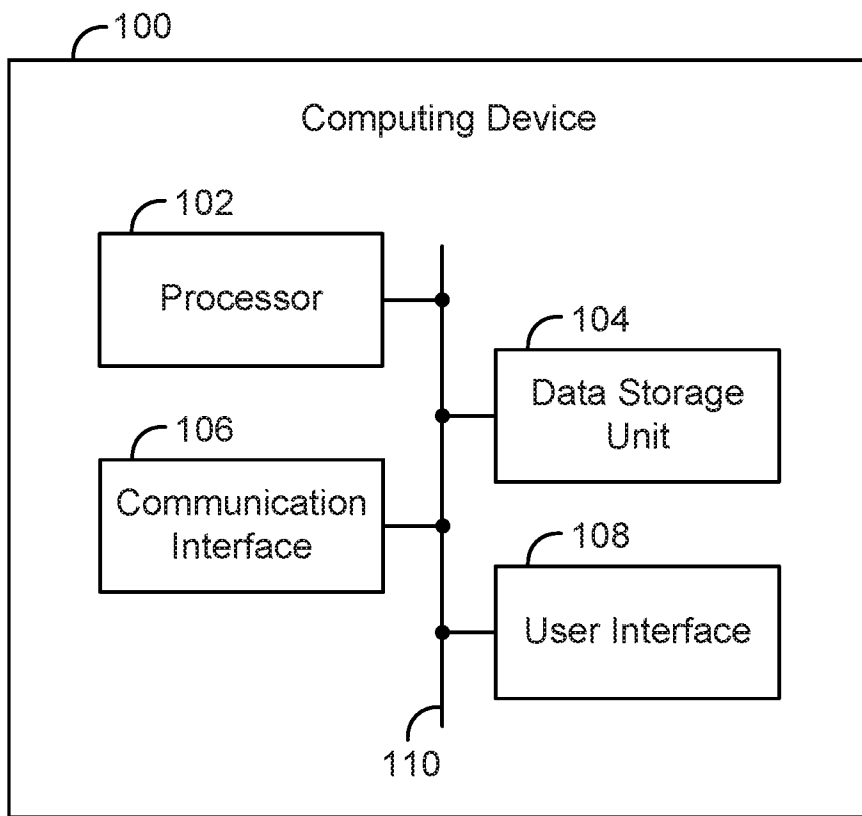 100
Computing Device
102
Processor
104
Data Storage
Unit
106
Communication
Interface
108
User Interface
110